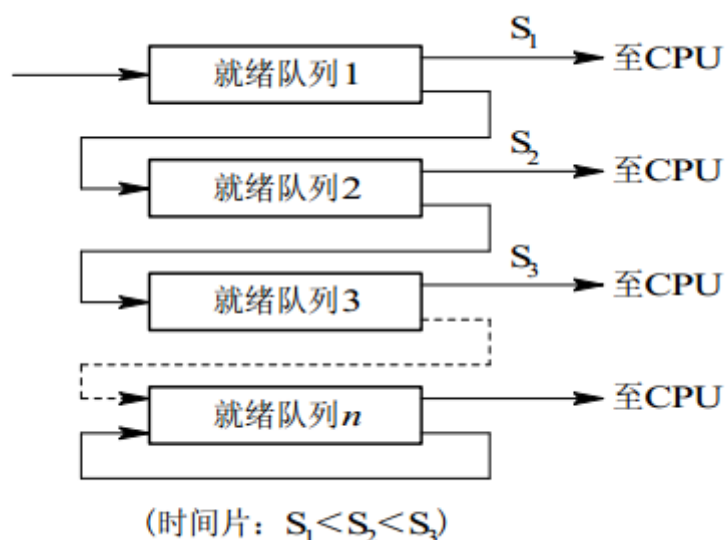 S₁
就绪队列1 至CPU
S₂
就绪队列2 至CPU
S₃
就绪队列3 至CPU
就绪队列n 至CPU
(时间片：S₁<S₂<S₃)